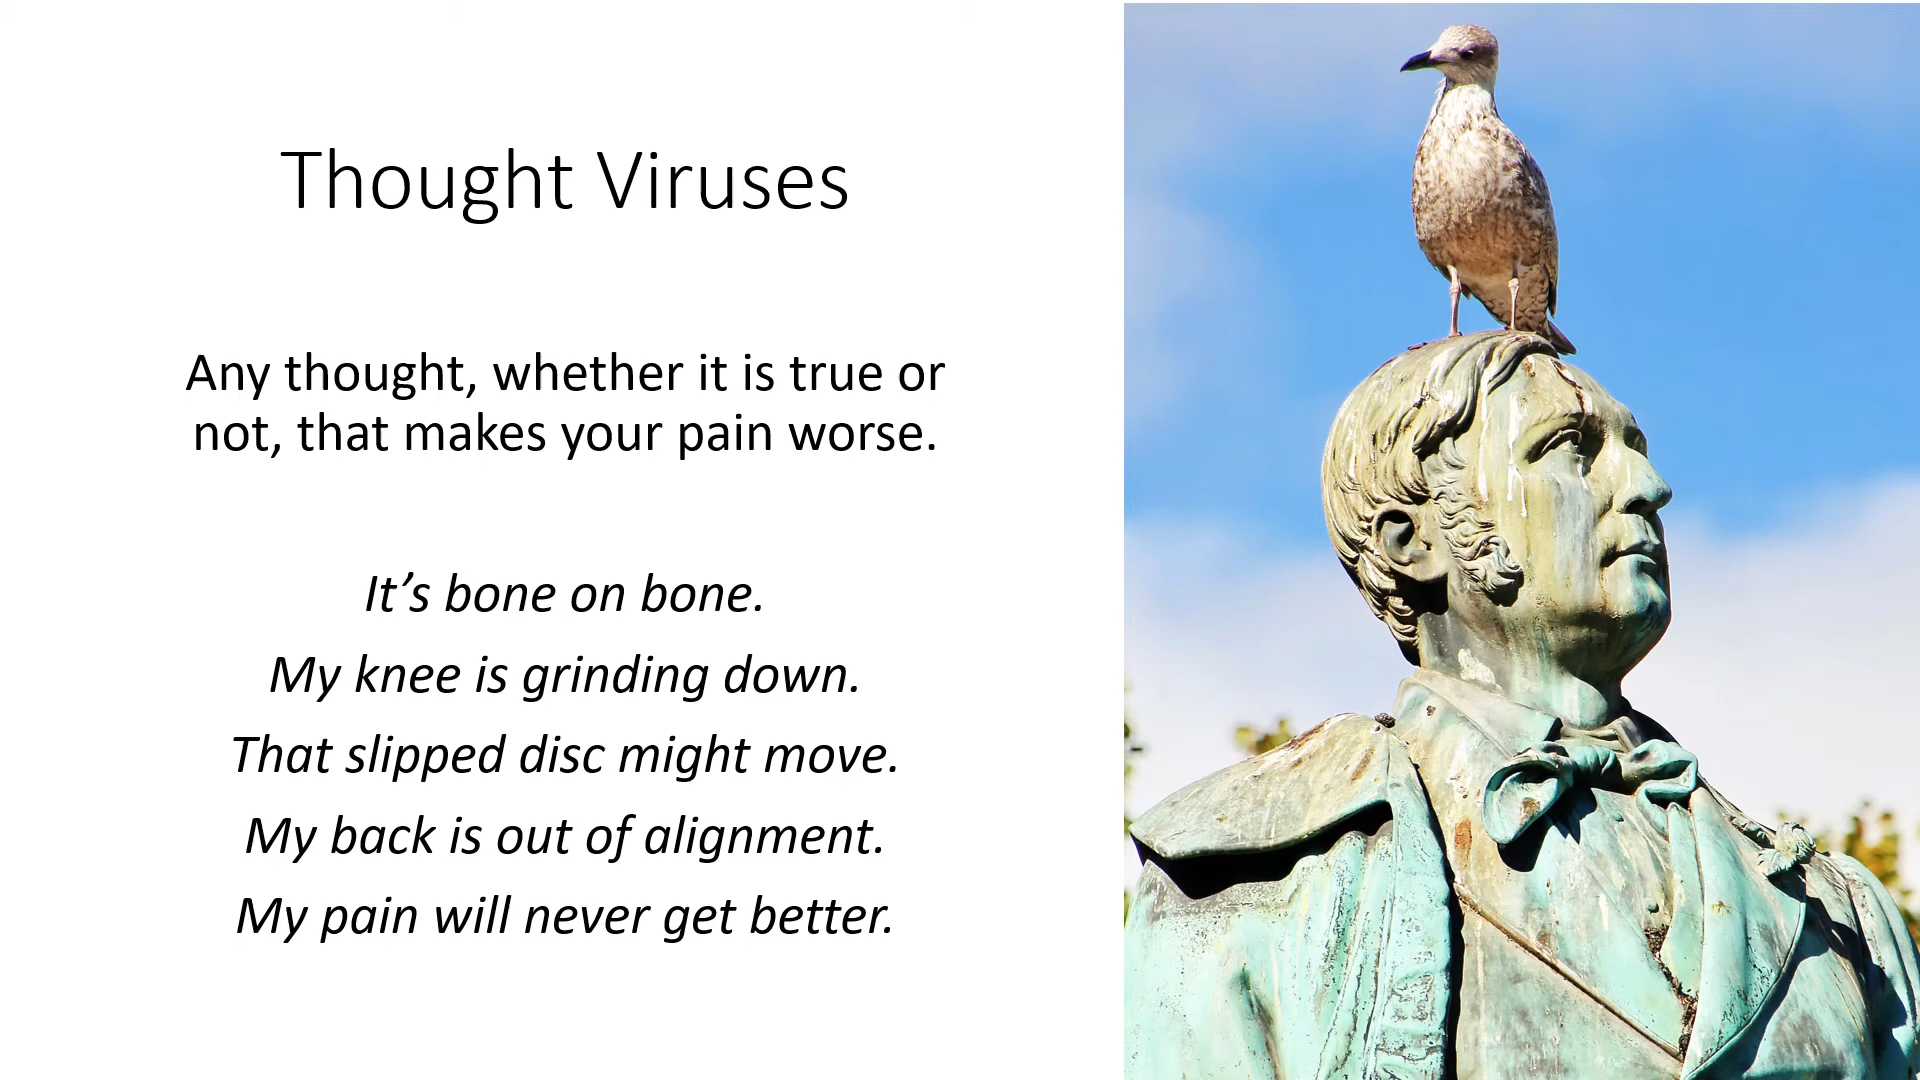 Thought Viruses
Any thought, whether it is true or
not, that makes your pain worse.
It’s bone on bone.
My knee is grinding down.
That slipped disc might move.
My back is out of alignment.
My pain will never get better.